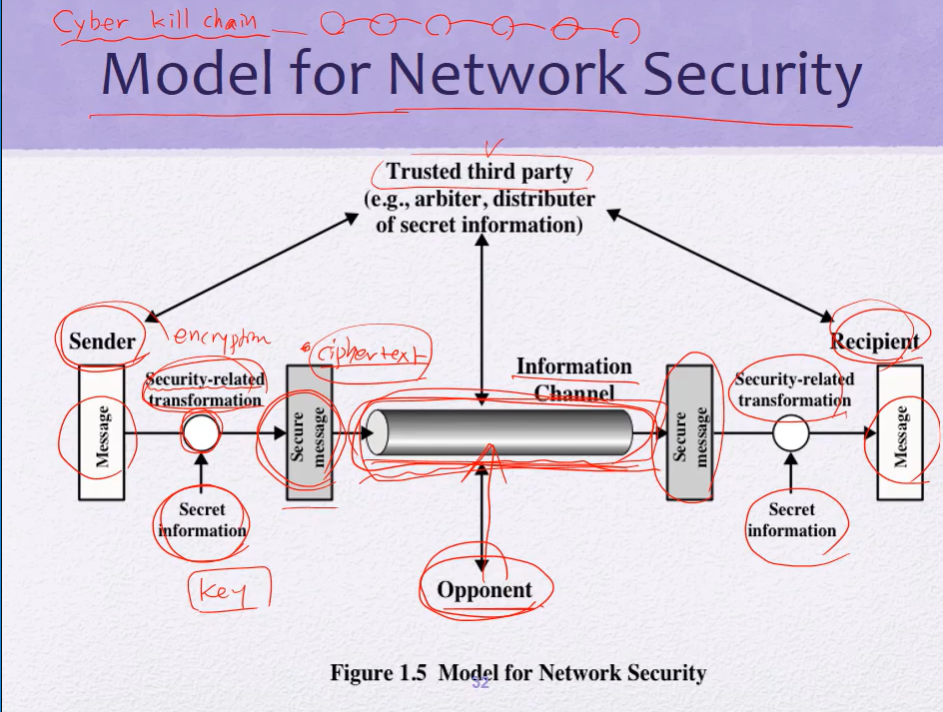 Cyber kill chain
Model for Network Security
Trusted third party
(e.g., arbiter, distributer
of secret information)
Sender
encryption
ciphertext
Recipient
Information
Channel
Security-related
transformation
Security-related
transformation
Message
Secure
message
Secure
message
Message
Secret
information
Secret
information
Key
Opponent
Figure 1.5 Model for Network Security
32